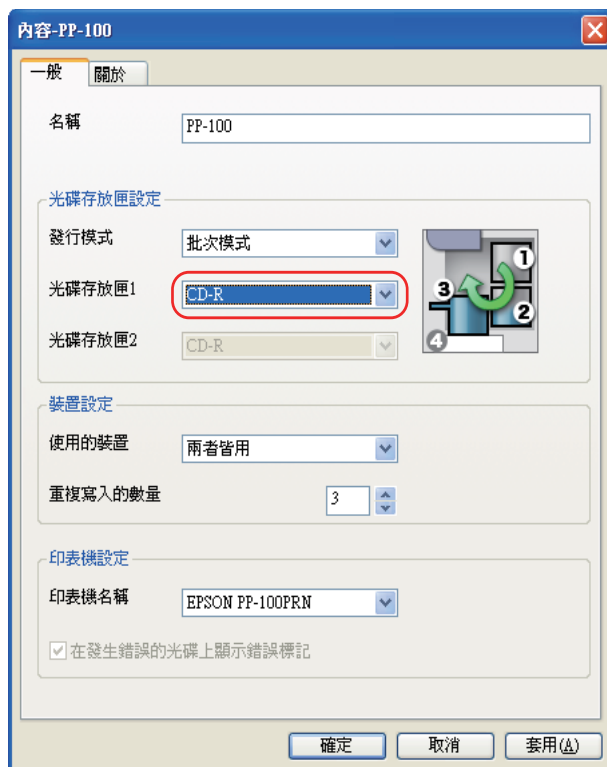 內容-PP-100
一般 關於
名稱 PP-100
光碟存放匣設定
發行模式 批次模式
光碟存放匣1 CD-R
光碟存放匣2 CD-R
1
3
2
4
裝置設定
使用的裝置 兩者皆用
重複寫入的數量 3
印表機設定
印表機名稱 EPSON PP-100PRN
在發生錯誤的光碟上顯示錯誤標記
確定 取消 套用(A)